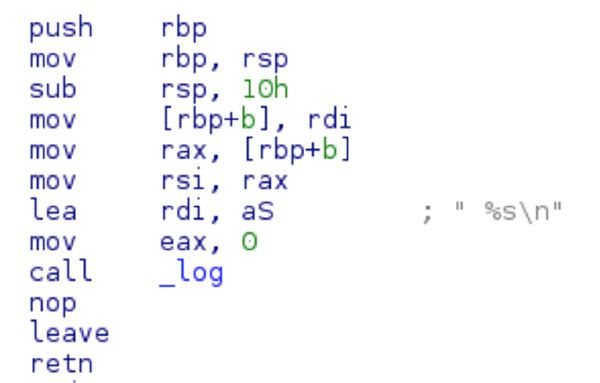 push rbp
mov rbp, rsp
sub rsp, 10h
mov [rbp+b], rdi
mov rax, [rbp+b]
mov rsi, rax
lea rdi, aS ; " %s\n"
mov eax, 0
call _log
nop
leave
retn